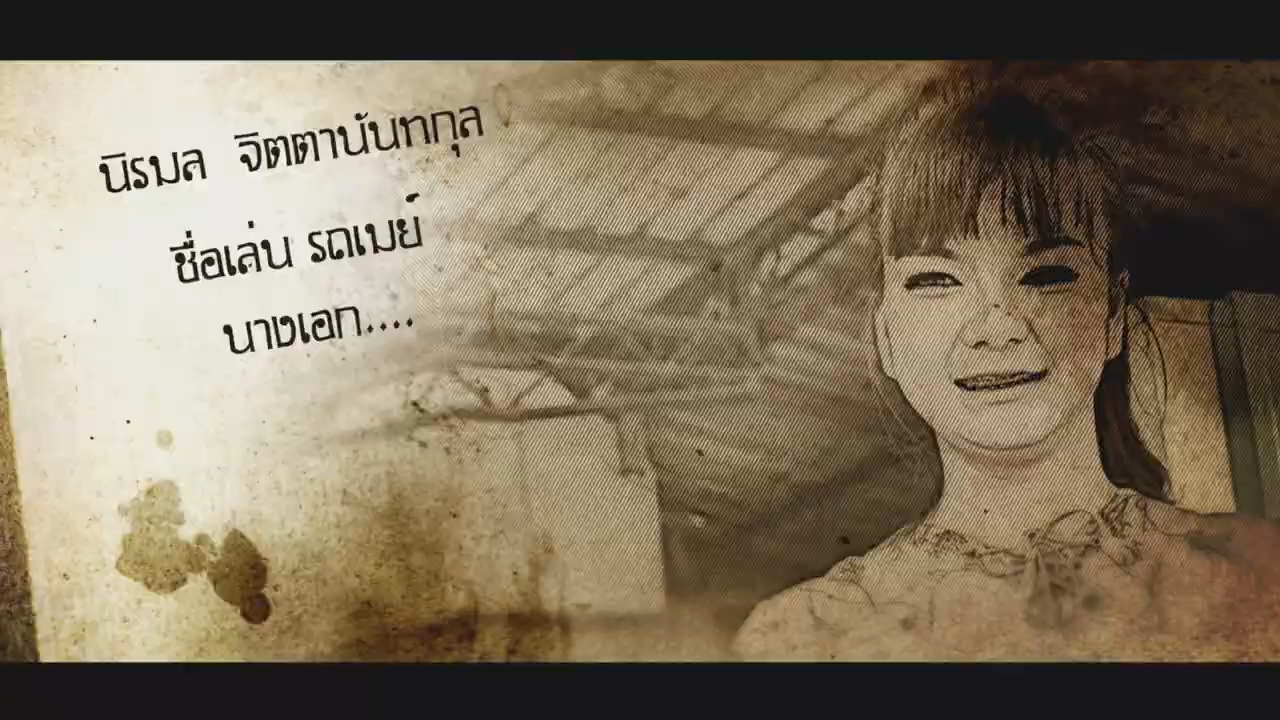 นิรมล จิตตานันทกุล
ชื่อเล่น รถเมย์
นางเอก....